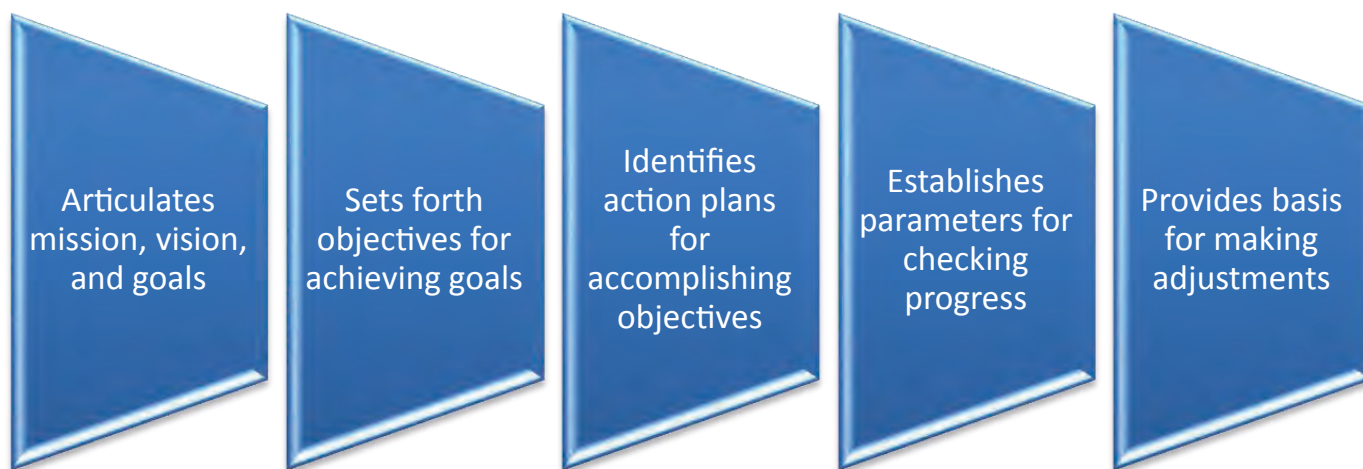 Articulates
mission, vision,
and goals
Sets forth
objectives for
achieving goals
Identifies
action plans
for
accomplishing
objectives
Establishes
parameters for
checking
progress
Provides basis
for making
adjustments